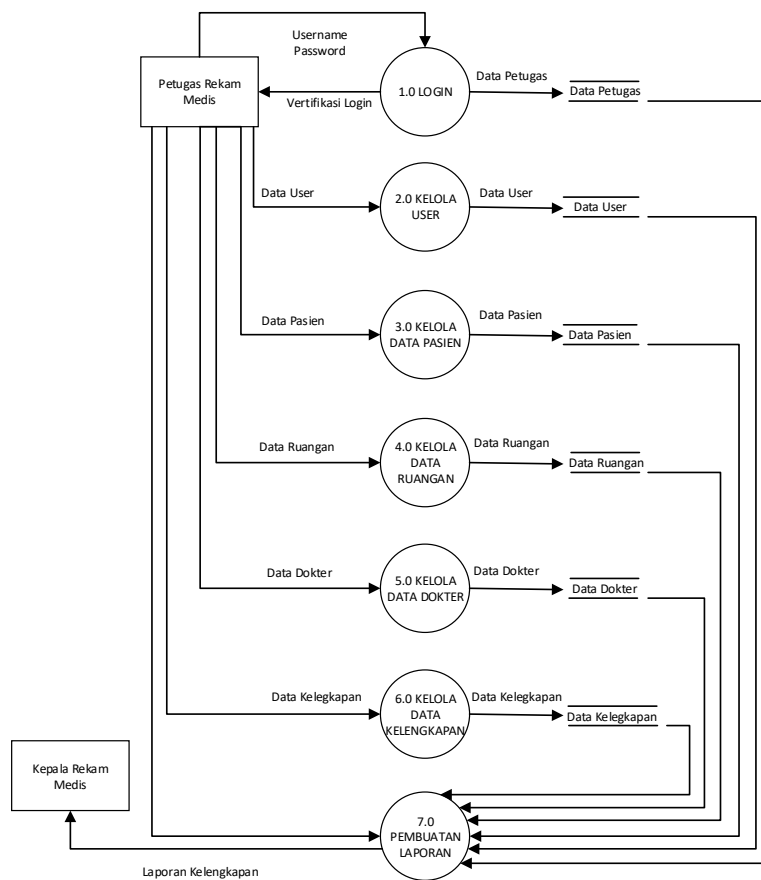 Username
Password
Petugas Rekam
Medis
1.0 LOGIN
Data Petugas
Data Petugas
Vertifikasi Login
Data User
2.0 KELOLA
USER
Data User
Data User
Data Pasien
3.0 KELOLA
DATA PASIEN
Data Pasien
Data Pasien
Data Ruangan
4.0 KELOLA
DATA
RUANGAN
Data Ruangan
Data Ruangan
Data Dokter
5.0 KELOLA
DATA DOKTER
Data Dokter
Data Dokter
Data Kelegkapan
6.0 KELOLA
DATA
KELENGKAPAN
Data Kelegkapan
Data Kelegkapan
Kepala Rekam
Medis
7.0
PEMBUATAN
LAPORAN
Laporan Kelengkapan